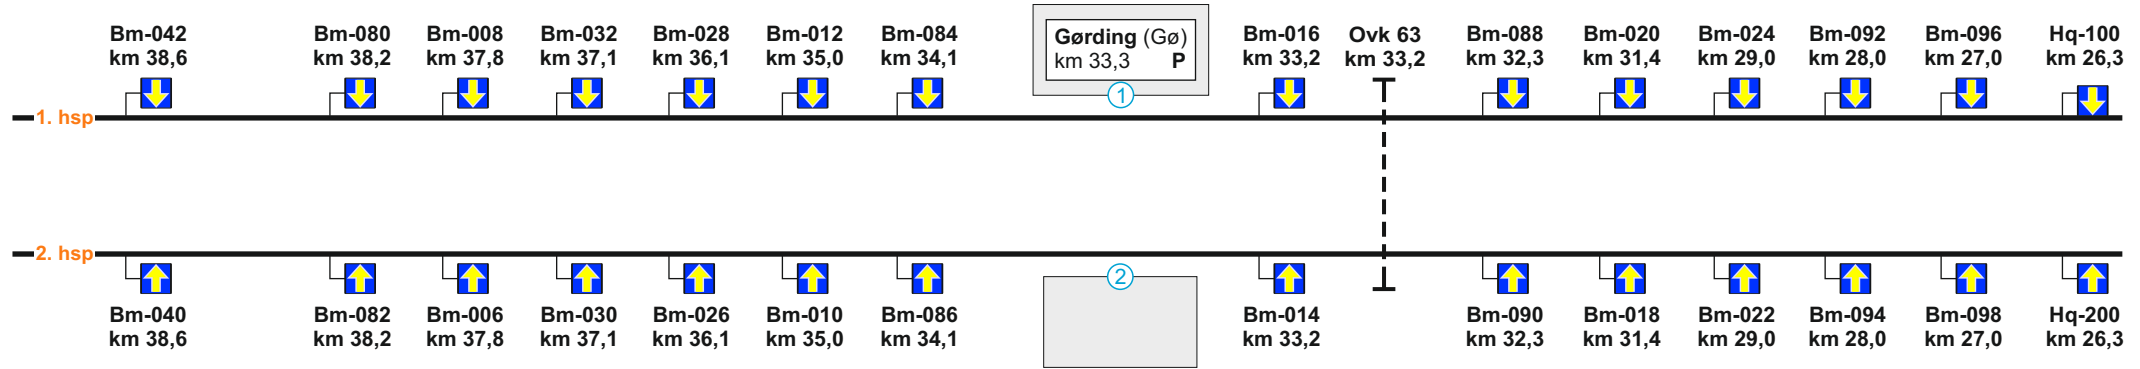 Bm-042
km 38,6
Bm-080
km 38,2
Bm-008
km 37,8
Bm-032
km 37,1
Bm-028
km 36,1
Bm-012
km 35,0
Bm-084
km 34,1
Gørding (Gø)
km 33,3 P
1
Bm-016
km 33,2
Ovk 63
km 33,2
Bm-088
km 32,3
Bm-020
km 31,4
Bm-024
km 29,0
Bm-092
km 28,0
Bm-096
km 27,0
Hq-100
km 26,3
1. hsp
2. hsp
2
Bm-040
km 38,6
Bm-082
km 38,2
Bm-006
km 37,8
Bm-030
km 37,1
Bm-026
km 36,1
Bm-010
km 35,0
Bm-086
km 34,1
Bm-014
km 33,2
Bm-090
km 32,3
Bm-018
km 31,4
Bm-022
km 29,0
Bm-094
km 28,0
Bm-098
km 27,0
Hq-200
km 26,3